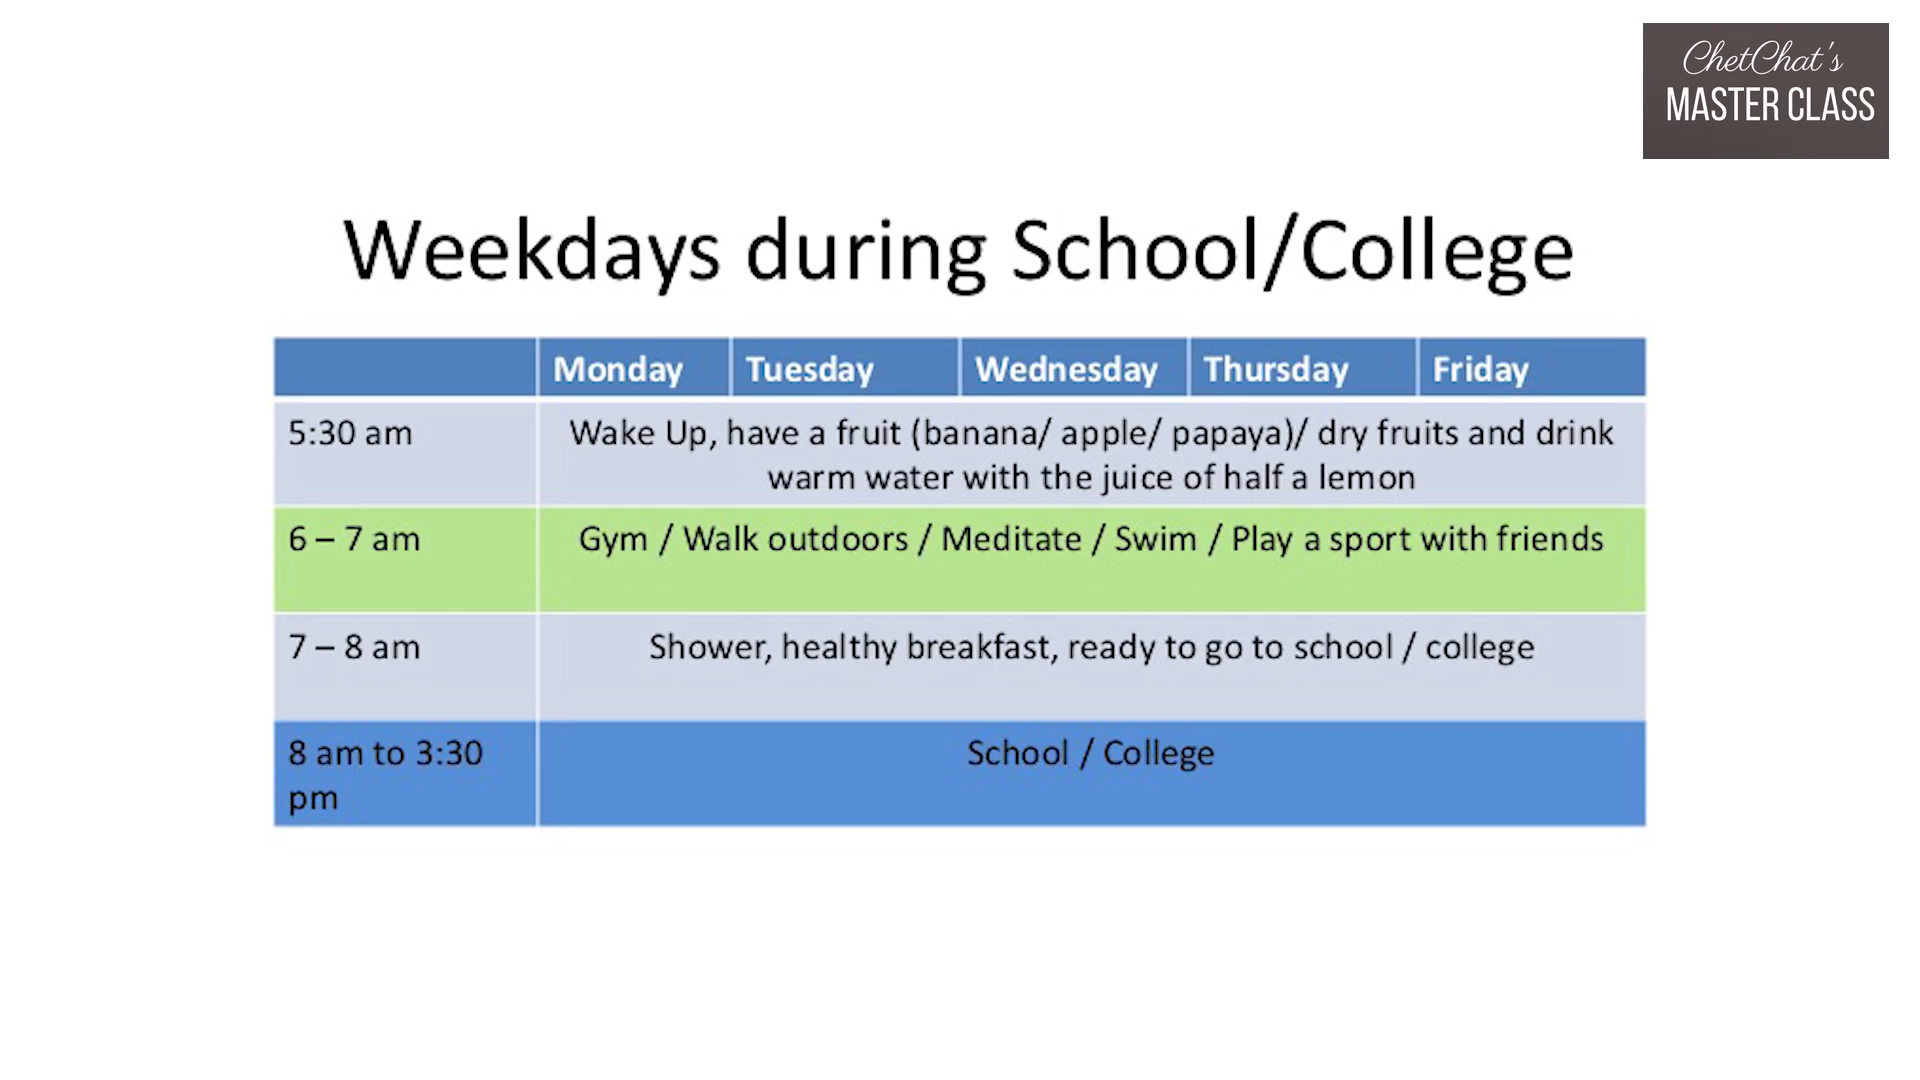 ChetChat's
MASTER CLASS
Weekdays during School/College
Monday Tuesday Wednesday Thursday Friday
5:30 am Wake Up, have a fruit (banana/ apple/ papaya)/ dry fruits and drink
warm water with the juice of half a lemon
6 – 7 am Gym / Walk outdoors / Meditate / Swim / Play a sport with friends
7 – 8 am Shower, healthy breakfast, ready to go to school / college
8 am to 3:30 School / College
pm